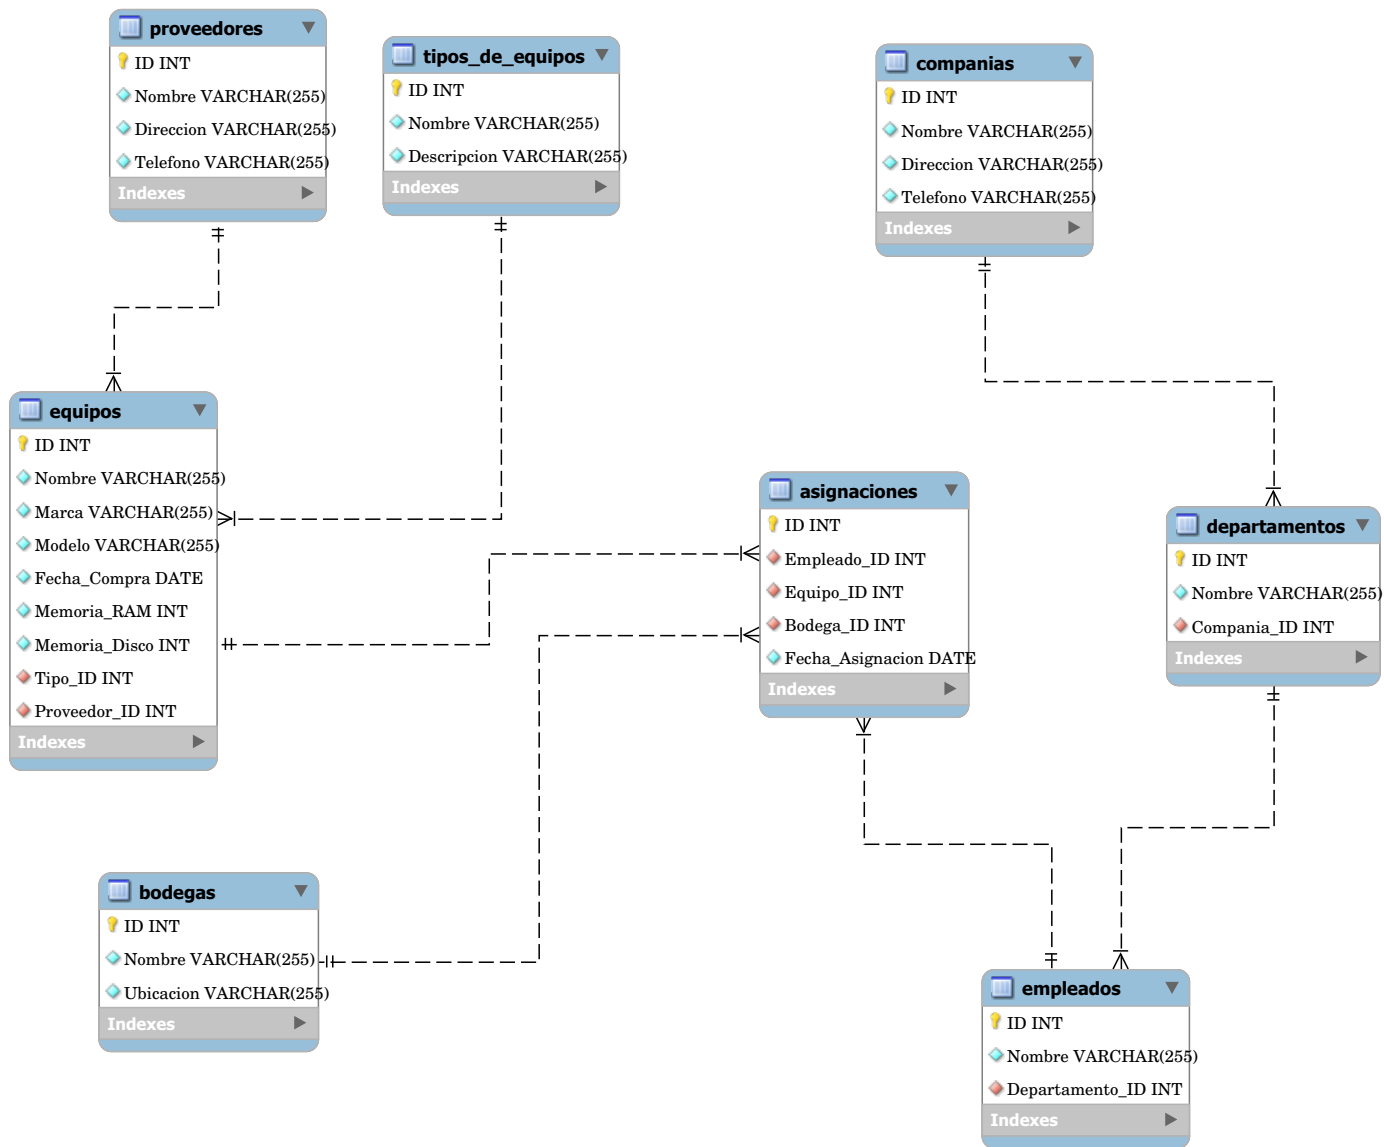 proveedores
ID INT
Nombre VARCHAR(255)
Direccion VARCHAR(255)
Telefono VARCHAR(255)
Indexes
tipos_de_equipos
ID INT
Nombre VARCHAR(255)
Descripcion VARCHAR(255)
Indexes
companias
ID INT
Nombre VARCHAR(255)
Direccion VARCHAR(255)
Telefono VARCHAR(255)
Indexes
equipos
ID INT
Nombre VARCHAR(255)
Marca VARCHAR(255)
Modelo VARCHAR(255)
Fecha_Compra DATE
Memoria_RAM INT
Memoria_Disco INT
Tipo_ID INT
Proveedor_ID INT
Indexes
asignaciones
ID INT
Empleado_ID INT
Equipo_ID INT
Bodega_ID INT
Fecha_Asignacion DATE
Indexes
departamentos
ID INT
Nombre VARCHAR(255)
Compania_ID INT
Indexes
bodegas
ID INT
Nombre VARCHAR(255)
Ubicacion VARCHAR(255)
Indexes
empleados
ID INT
Nombre VARCHAR(255)
Departamento_ID INT
Indexes